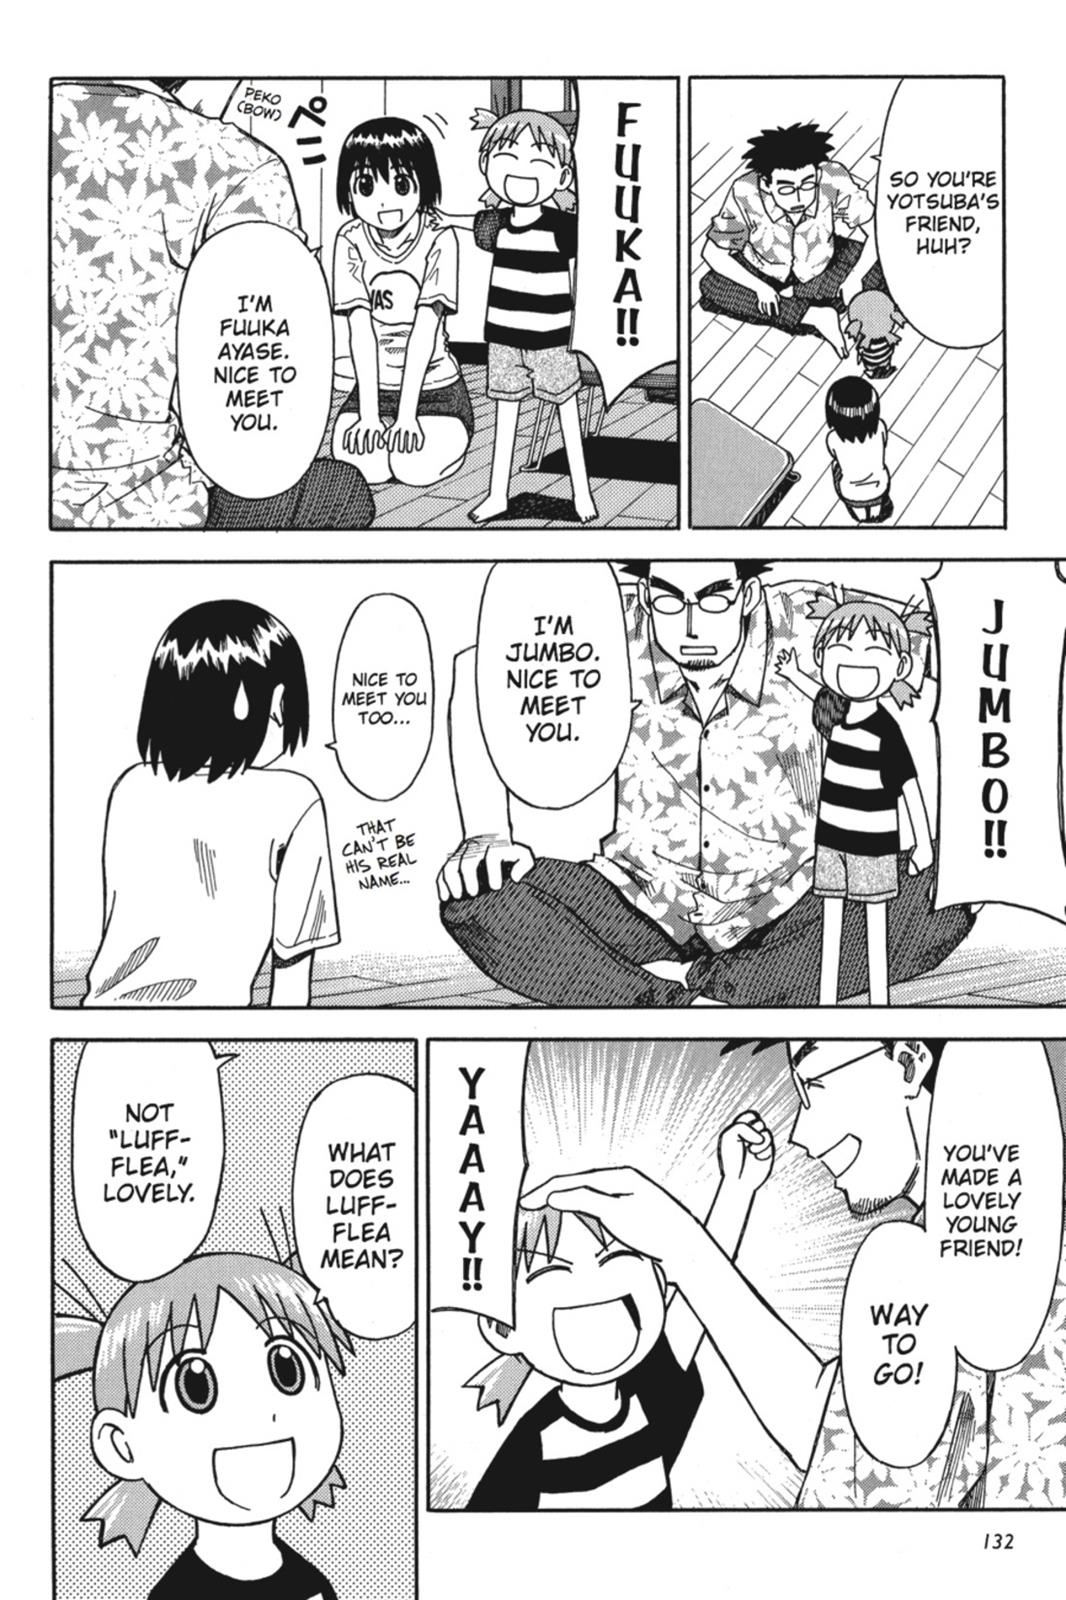 SO YOU'RE
YOTSUBA'S
FRIEND,
HUH?
FUUKA!!
PEKO
(BOW)
ペコ
YAS
I'M
FUUKA
AYASE.
NICE TO
MEET
YOU.
JUMBO!!
I'M
JUMBO.
NICE TO
MEET
YOU.
NICE TO
MEET YOU
TOO...
THAT
CAN'T BE
HIS REAL
NAME...
YOU'VE
MADE A
LOVELY
YOUNG
FRIEND!
WAY
TO
GO!
YAAAY!!
WHAT
DOES
LUFF-
FLEA
MEAN?
NOT
"LUFF-
FLEA,"
LOVELY.
132